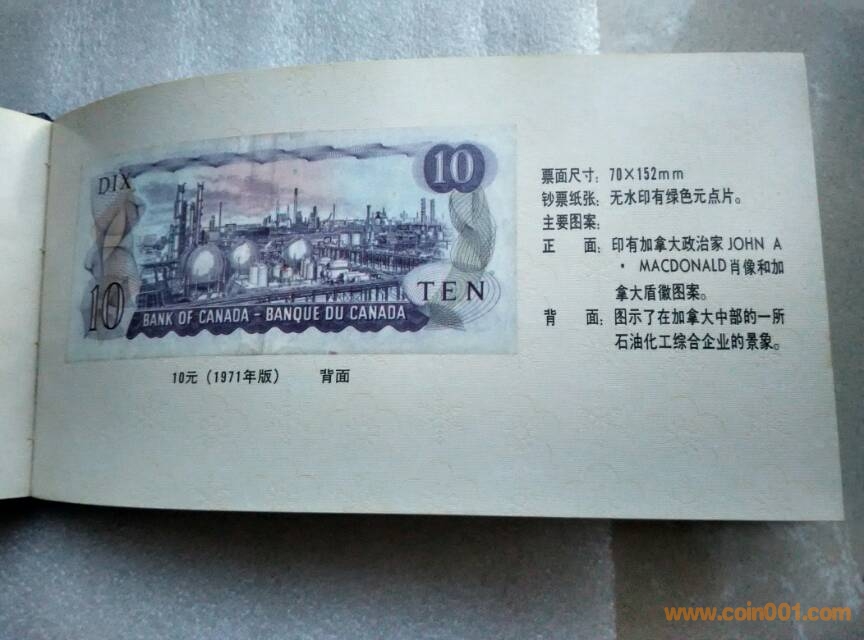 DIX
10
10
TEN
BANK OF CANADA - BANQUE DU CANADA
10元（1971年版） 背面
票面尺寸：70×152mm
钞票纸张：无水印有绿色元点片。
主要图案：
正 面：印有加拿大政治家 JOHN A
· MACDONALD肖像和加
拿大盾徽图案。
背 面：图示了在加拿大中部的一所
石油化工综合企业的景象。
www.coin001.com